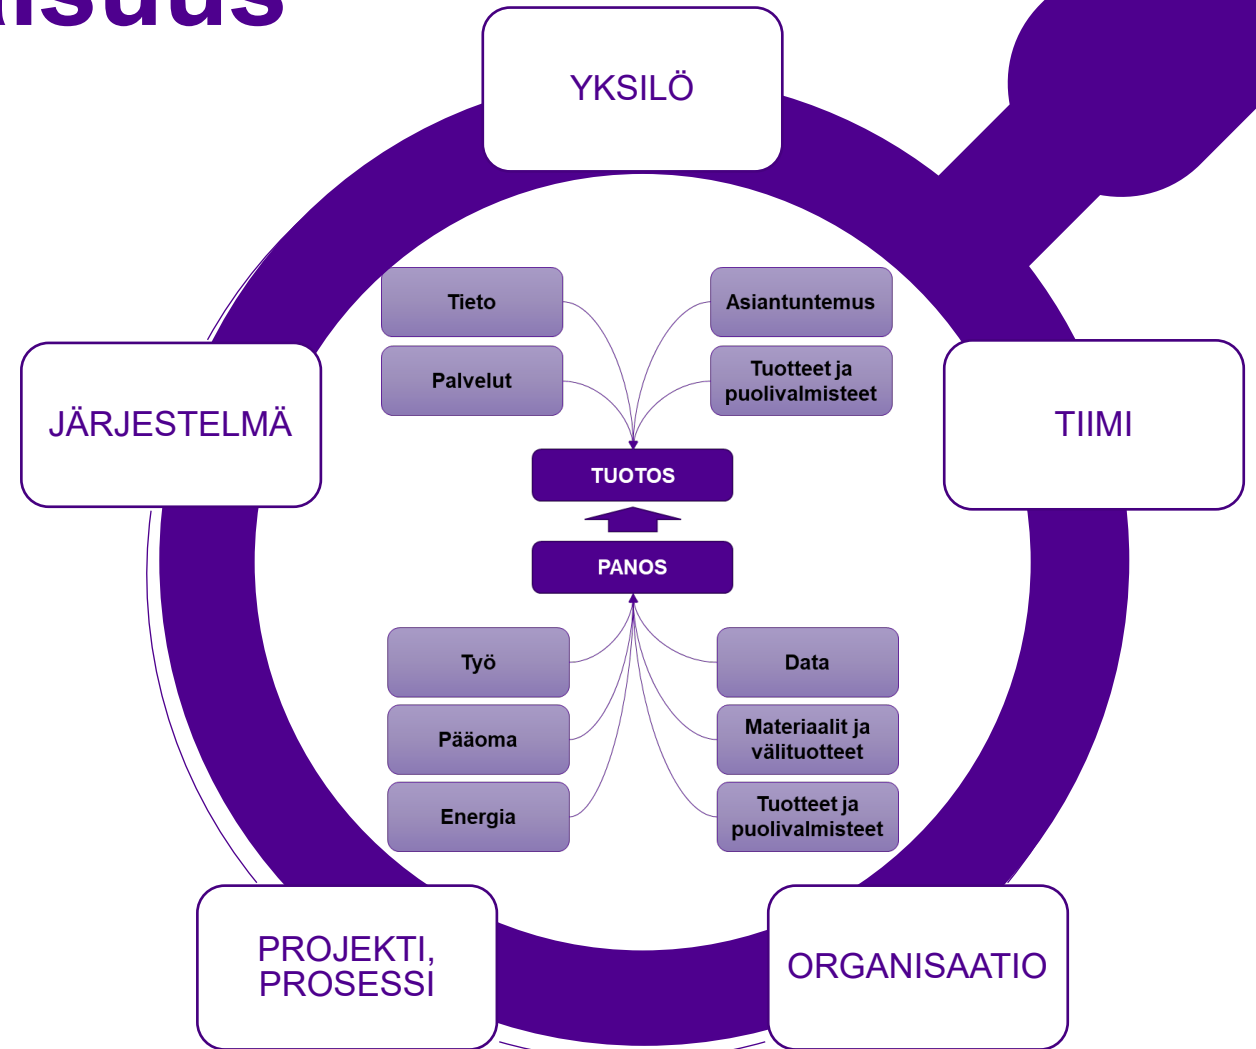 YKSILÖ
Tieto
Asiantuntemus
Palvelut
Tuotteet ja
puolivalmisteet
JÄRJESTELMÄ
TIIMI
TUOTOS
PANOS
Työ
Data
Pääoma
Materiaalit ja
välituotteet
Energia
Tuotteet ja
puolivalmisteet
PROJEKTI,
PROSESSI
ORGANISAATIO